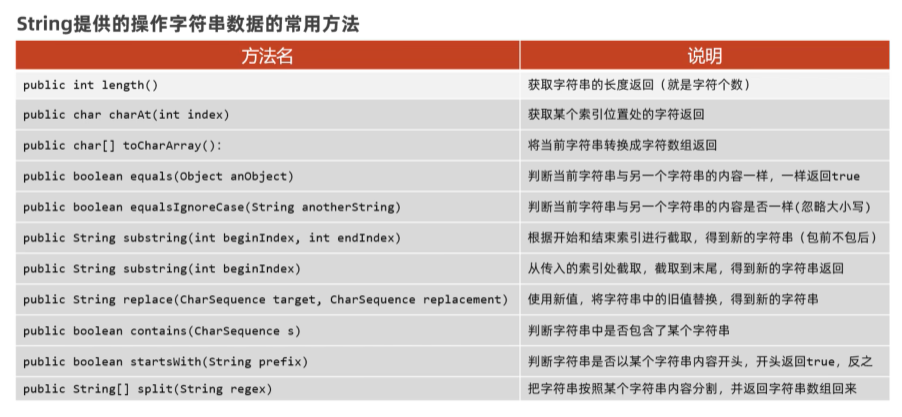 String提供的操作字符串数据的常用方法
方法名 说明
public int length() 获取字符串的长度返回（就是字符个数）
public char charAt(int index) 获取某个索引位置处的字符返回
public char[] toCharArray(): 将当前字符串转换成字符数组返回
public boolean equals(Object anObject) 判断当前字符串与另一个字符串的内容一样，一样返回true
public boolean equalsIgnoreCase(String anotherString) 判断当前字符串与另一个字符串的内容是否一样(忽略大小写)
public String substring(int beginIndex, int endIndex) 根据开始和结束索引进行截取，得到新的字符串（包前不包后）
public String substring(int beginIndex) 从传入的索引处截取，截取到末尾，得到新的字符串返回
public String replace(CharSequence target, CharSequence replacement) 使用新值，将字符串中的旧值替换，得到新的字符串
public boolean contains(CharSequence s) 判断字符串中是否包含了某个字符串
public boolean startsWith(String prefix) 判断字符串是否以某个字符串内容开头，开头返回true，反之
public String[] split(String regex) 把字符串按照某个字符串内容分割，并返回字符串数组回来